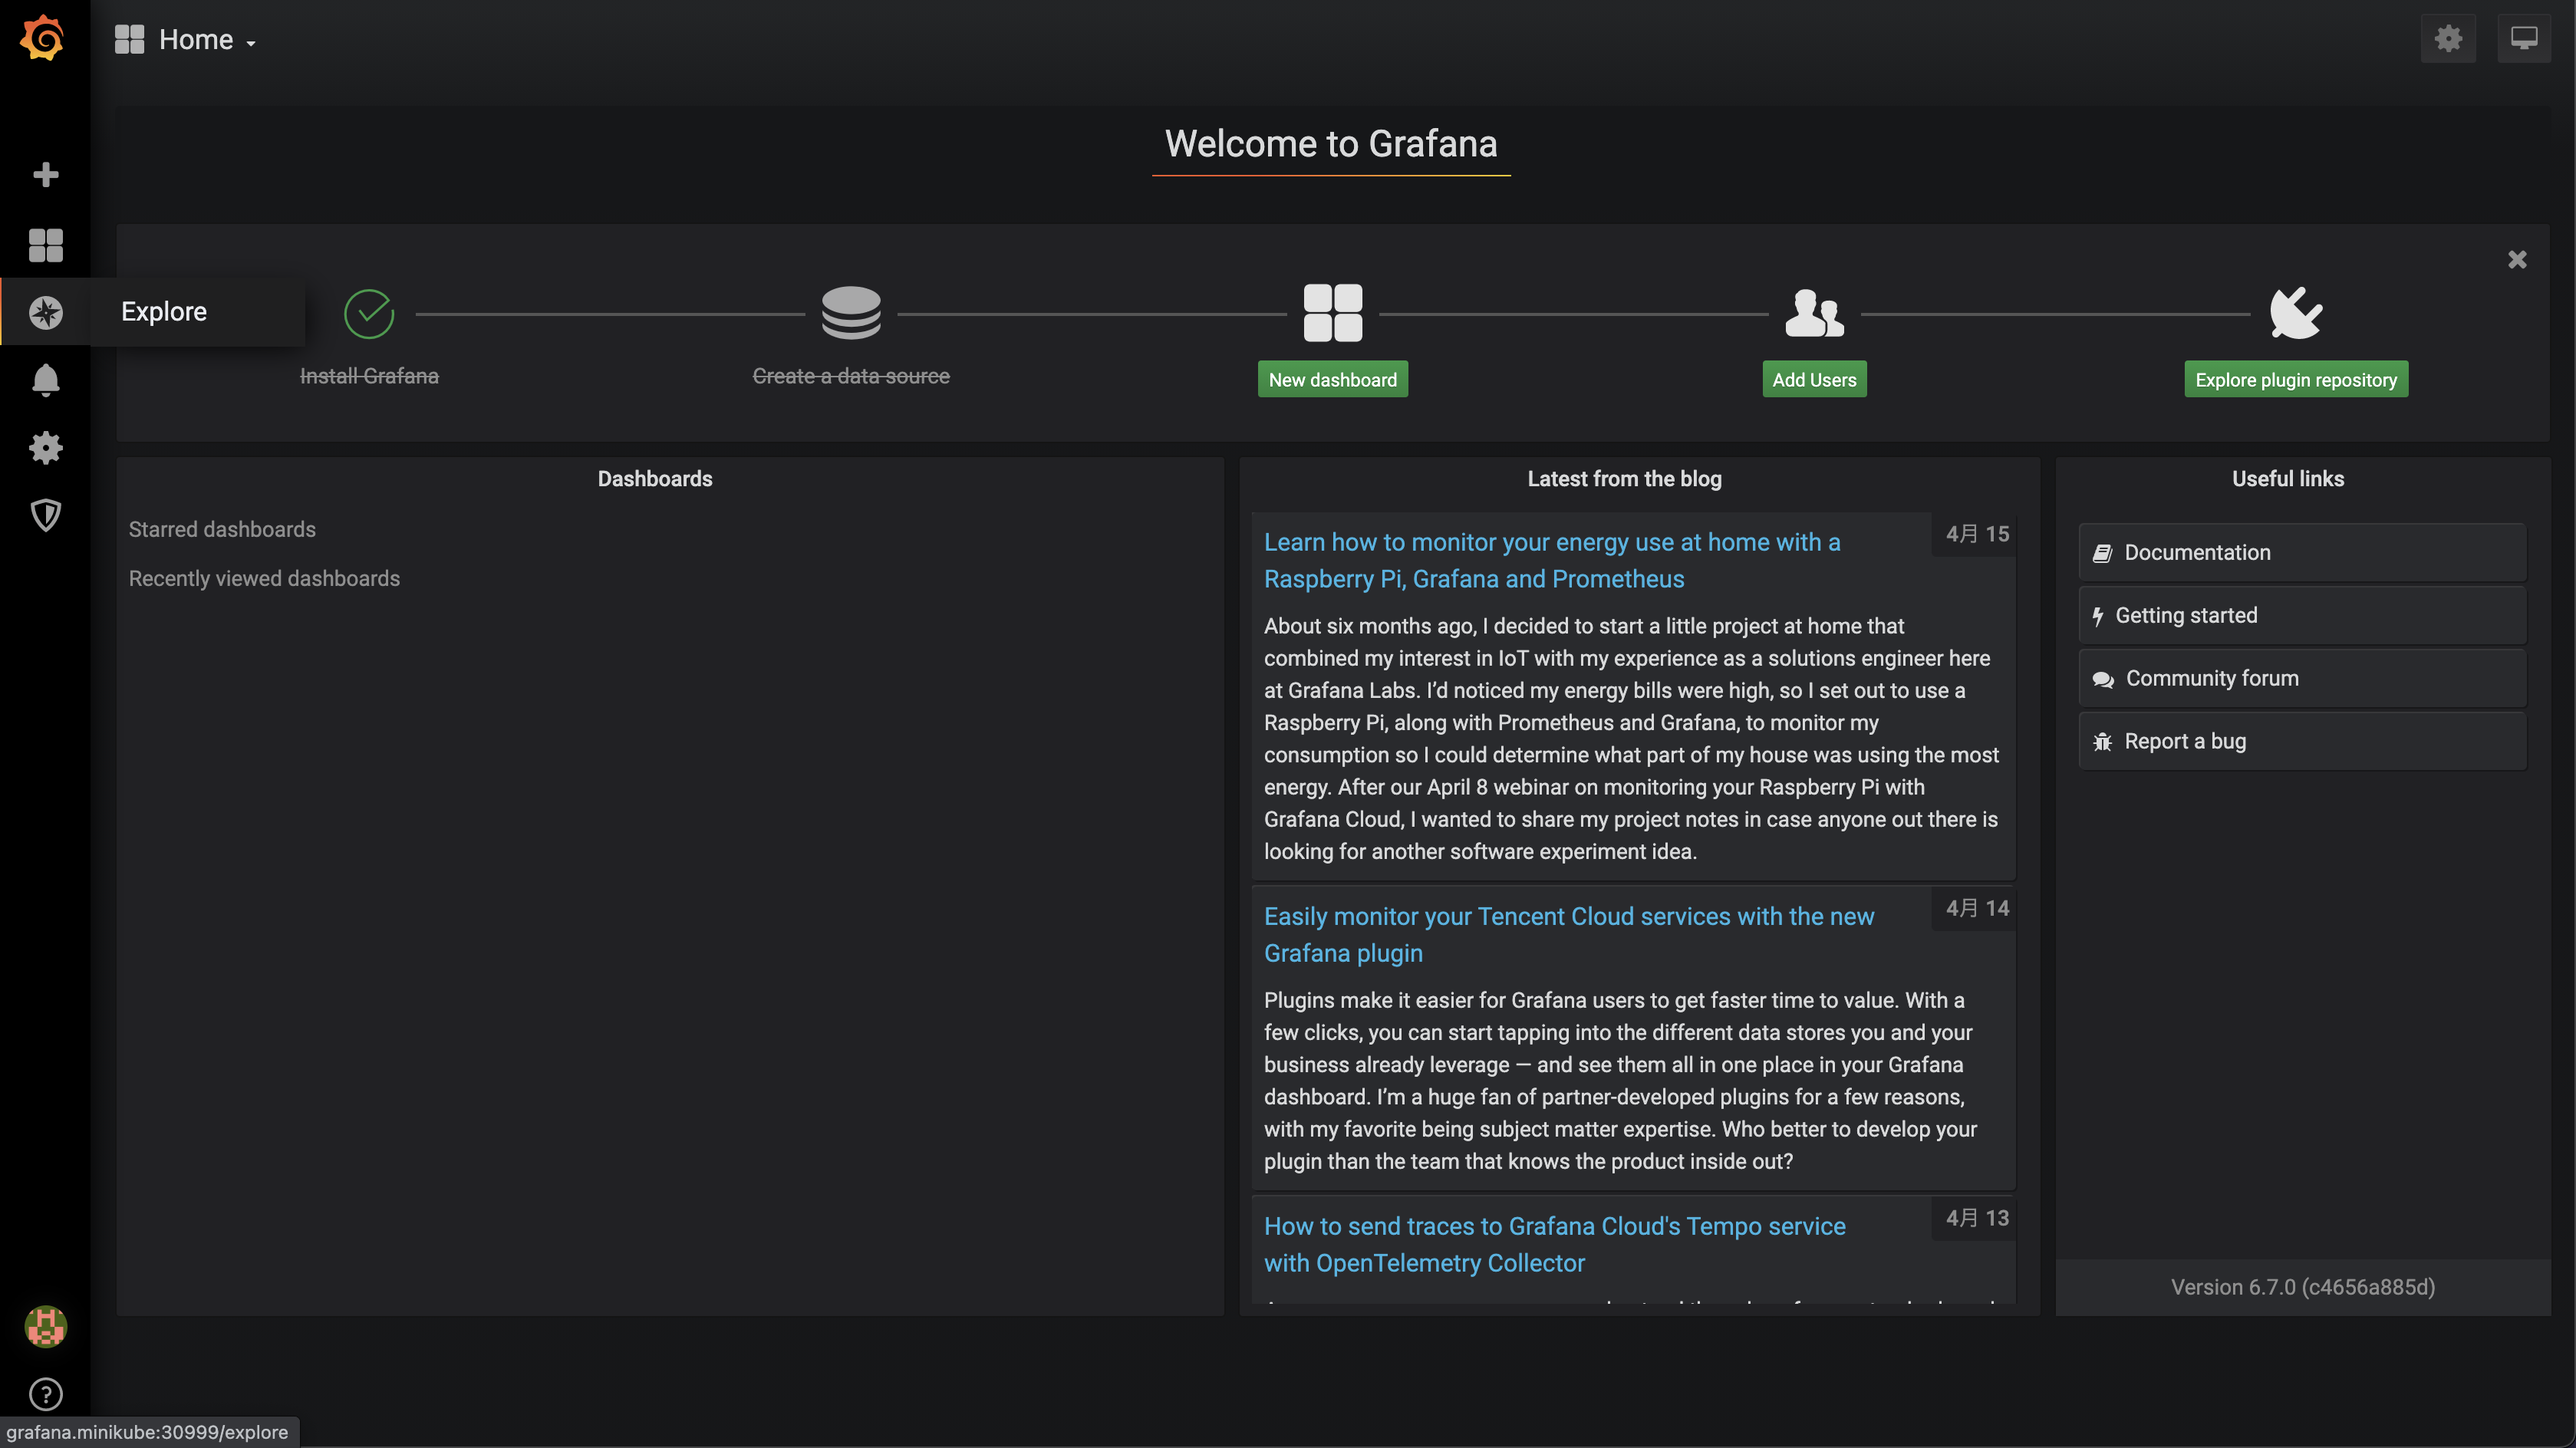 Home
Welcome to Grafana
Explore
Install Grafana
Create a data source
New dashboard
Add Users
Explore plugin repository
Dashboards
Starred dashboards
Recently viewed dashboards
Latest from the blog
Learn how to monitor your energy use at home with a
Raspberry Pi, Grafana and Prometheus
4月 15
About six months ago, I decided to start a little project at home that
combined my interest in IoT with my experience as a solutions engineer here
at Grafana Labs. I’d noticed my energy bills were high, so I set out to use a
Raspberry Pi, along with Prometheus and Grafana, to monitor my
consumption so I could determine what part of my house was using the most
energy. After our April 8 webinar on monitoring your Raspberry Pi with
Grafana Cloud, I wanted to share my project notes in case anyone out there is
looking for another software experiment idea.
Easily monitor your Tencent Cloud services with the new
Grafana plugin
4月 14
Plugins make it easier for Grafana users to get faster time to value. With a
few clicks, you can start tapping into the different data stores you and your
business already leverage — and see them all in one place in your Grafana
dashboard. I’m a huge fan of partner-developed plugins for a few reasons,
with my favorite being subject matter expertise. Who better to develop your
plugin than the team that knows the product inside out?
How to send traces to Grafana Cloud's Tempo service
with OpenTelemetry Collector
4月 13
Useful links
Documentation
Getting started
Community forum
Report a bug
Version 6.7.0 (c4656a885d)
grafana.minikube:30999/explore